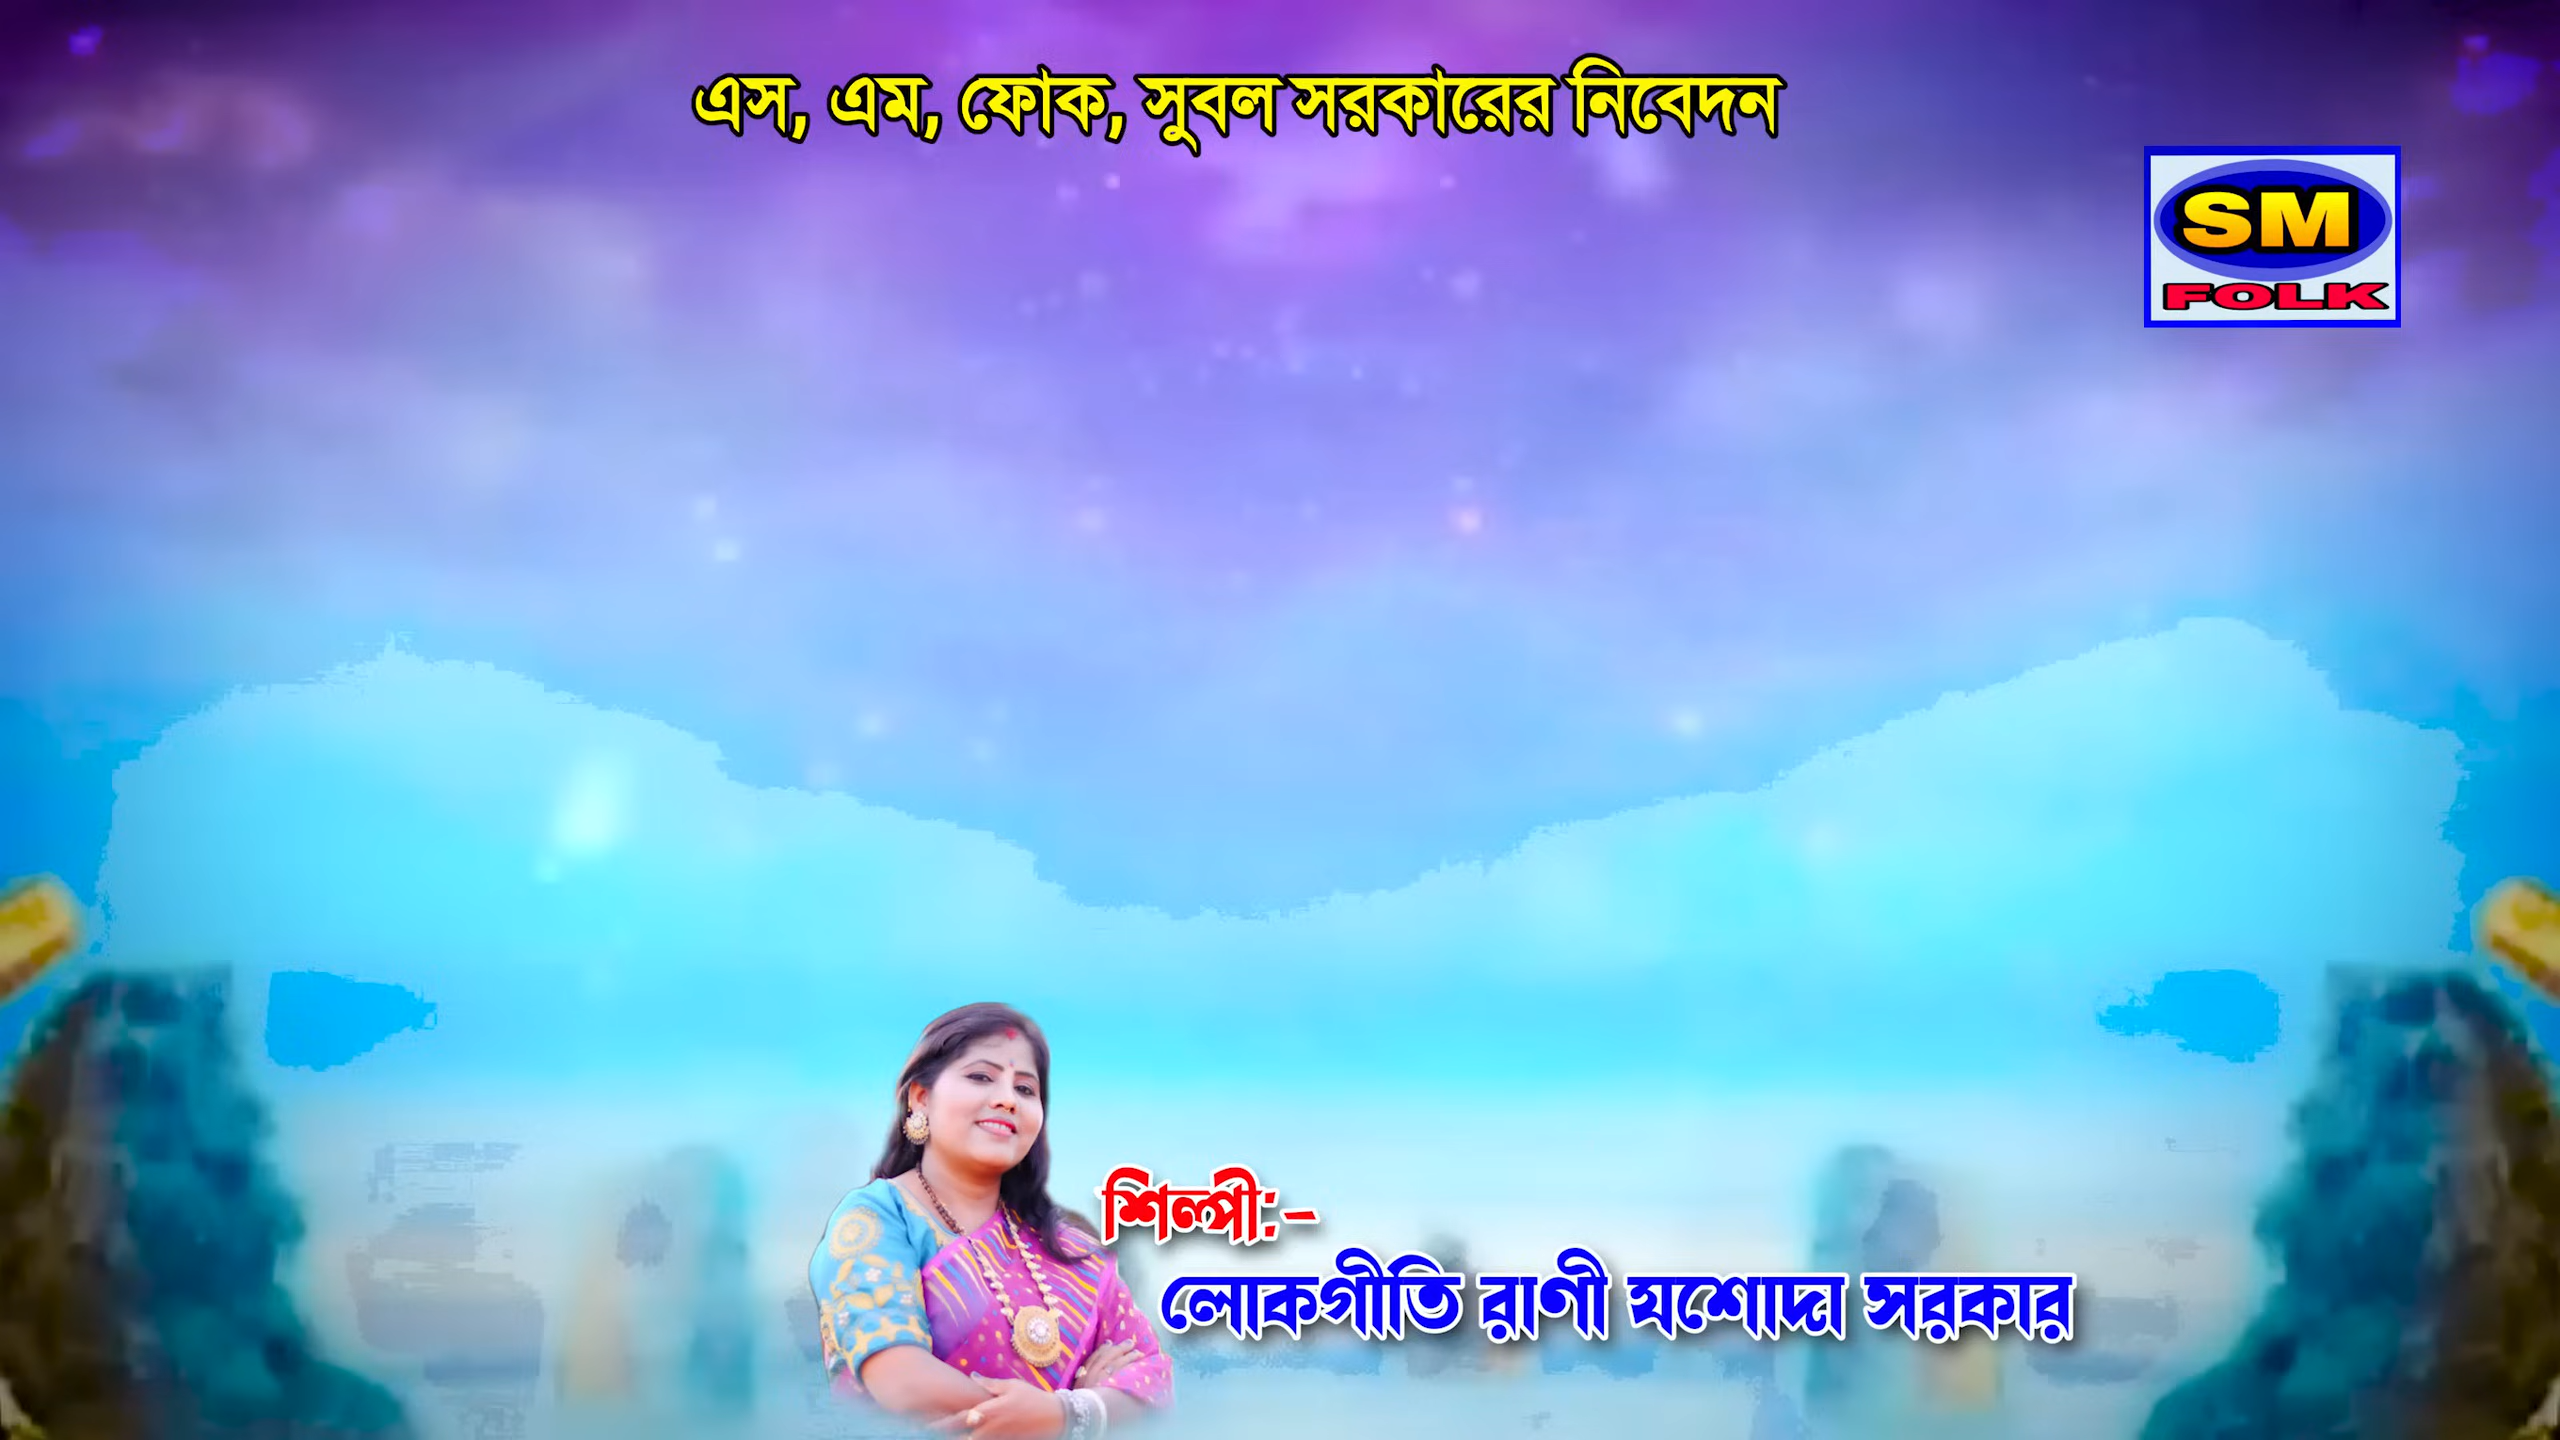 এস, এম, ফোক, সুবল সরকারের নিবেদন
SM
FOLK
শিল্পী:-
লোকগীতি রাণী যশোদা সরকার